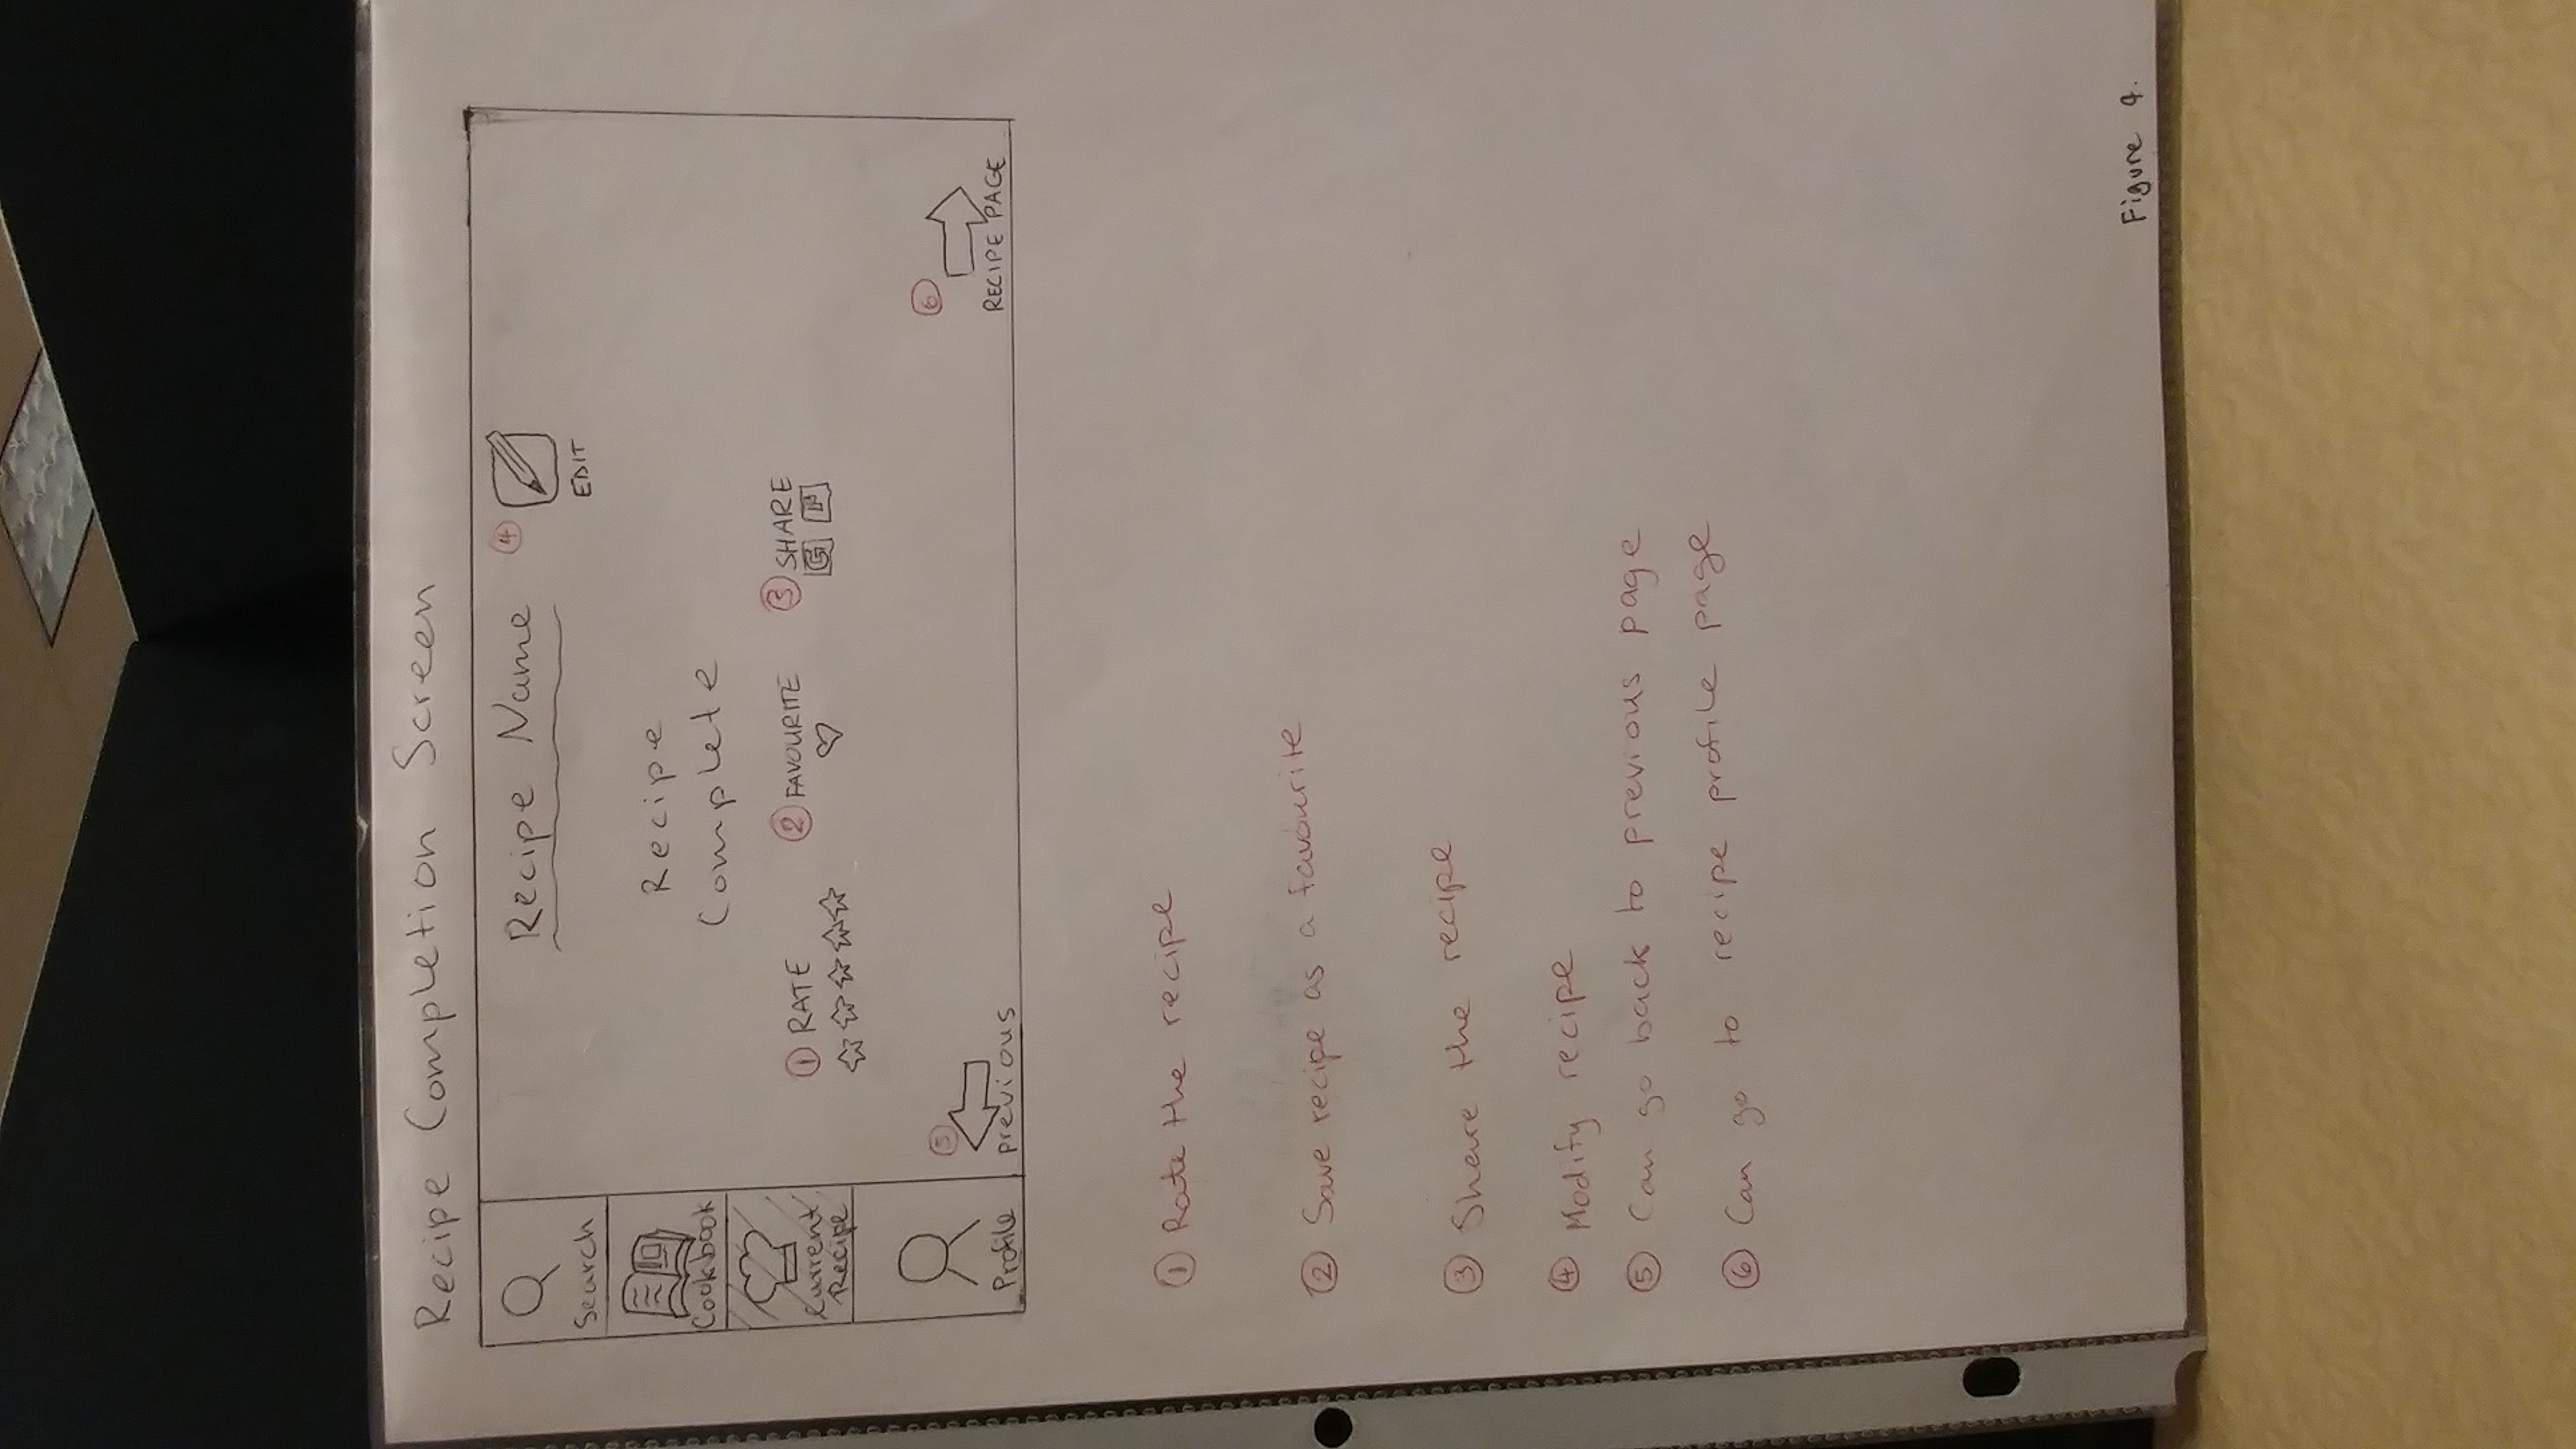 Recipe Completion Screen
Search
Cookbook
Current
Recipe
Profile
Recipe Name
④
EDIT
Recipe
Complete
① RATE
② FAVOURITE
③ SHARE
G F
⑤
previous
⑥
RECIPE PAGE
① Rate the recipe
② Save recipe as a favourite
③ Share the recipe
④ Modify recipe
⑤ Can go back to previous page
⑥ Can go to recipe profile page
Figure 9.